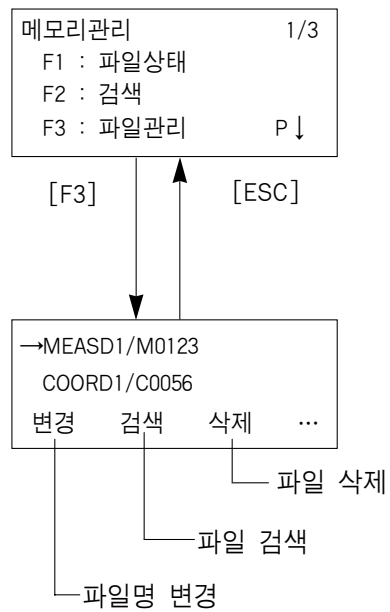 메모리관리 1/3
F1 : 파일상태
F2 : 검색
F3 : 파일관리 P↓
[F3] [ESC]
→MEASD1/M0123
COORD1/C0056
변경 검색 삭제 …
파일 삭제
파일 검색
파일명 변경